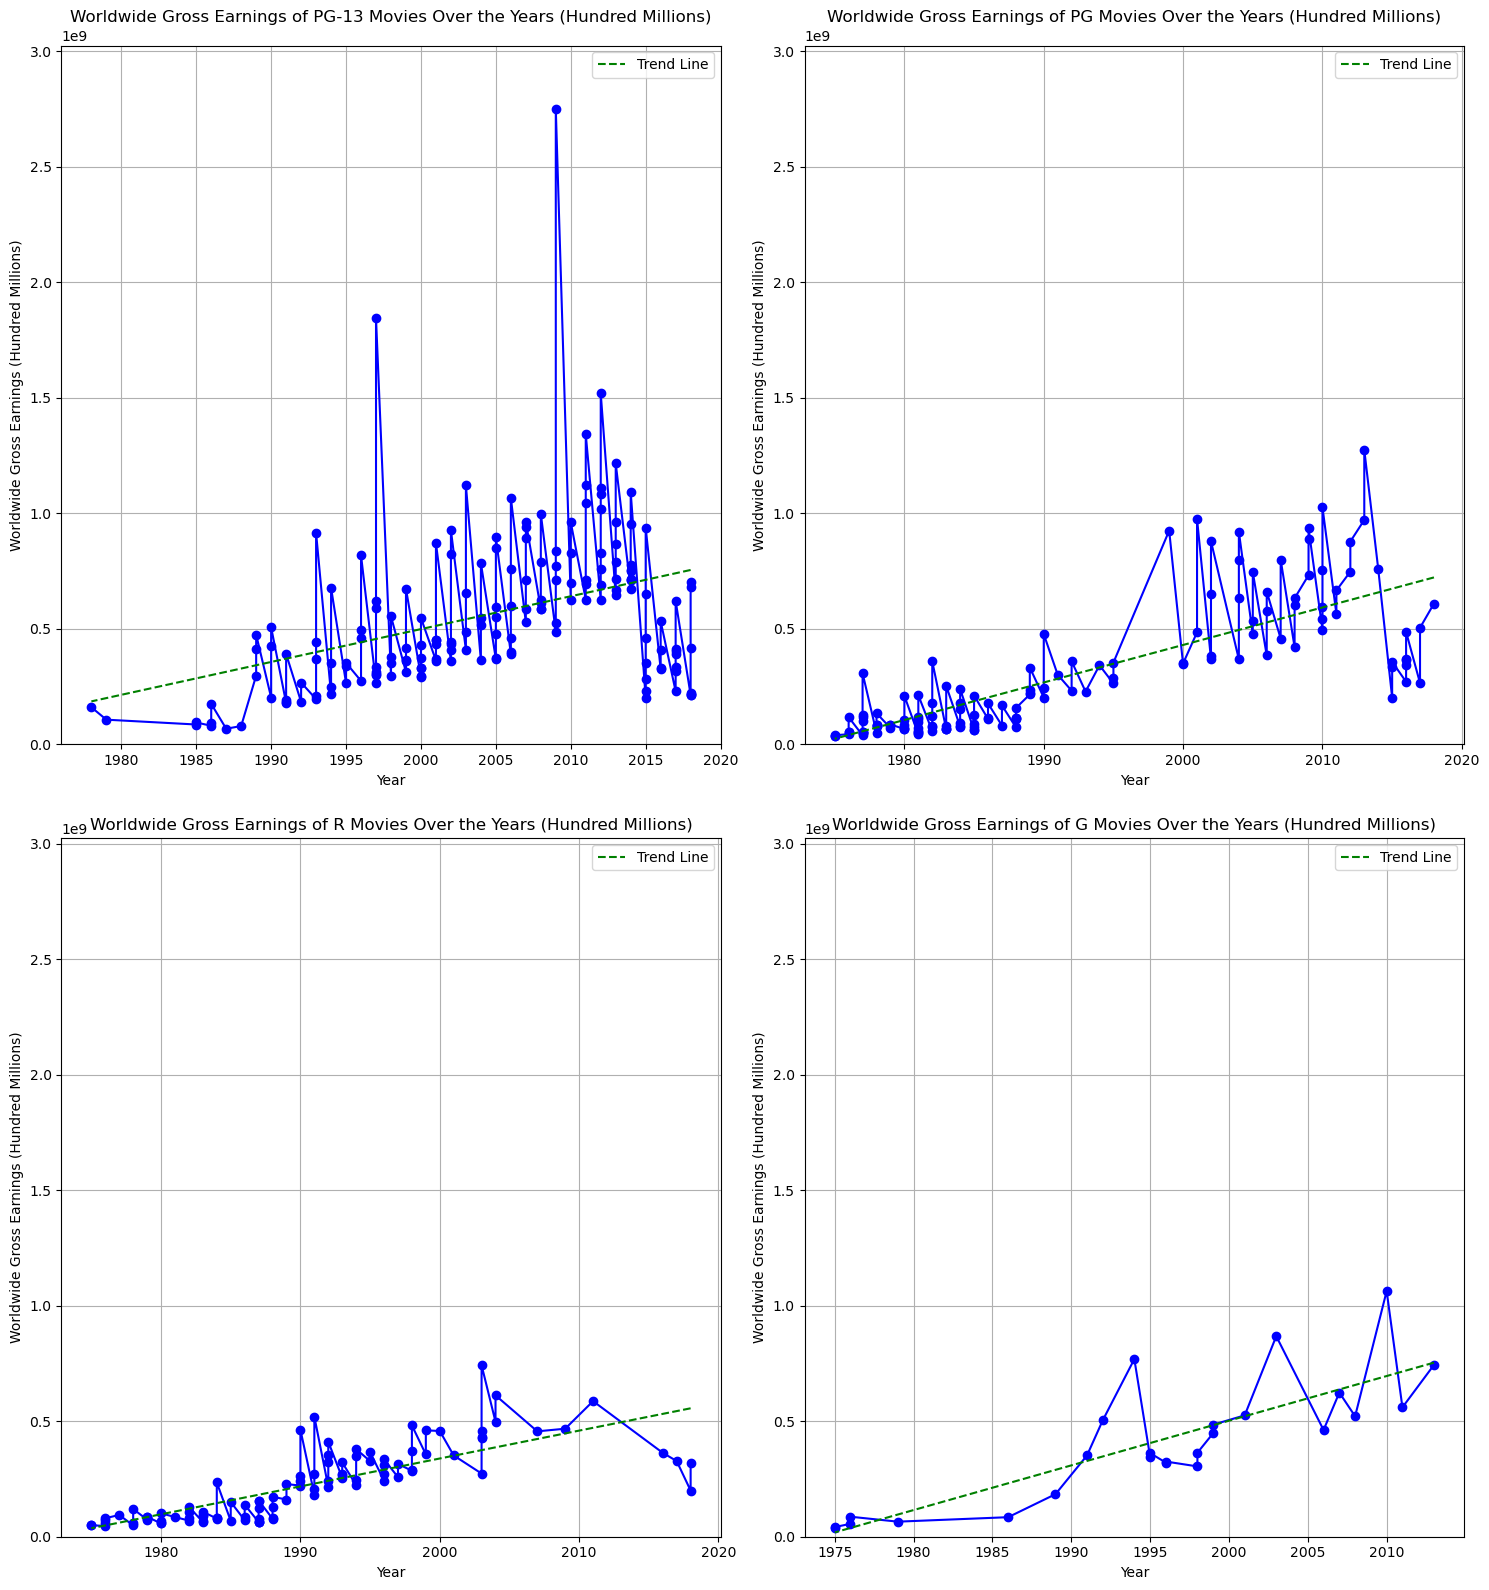 Worldwide Gross Earnings of PG-13 Movies Over the Years (Hundred Millions)
1e9
Trend Line
3.0
2.5
2.0
1.5
1.0
0.5
0.0
Worldwide Gross Earnings (Hundred Millions)
1980 1985 1990 1995 2000 2005 2010 2015 2020
Year
Worldwide Gross Earnings of PG Movies Over the Years (Hundred Millions)
1e9
Trend Line
3.0
2.5
2.0
1.5
1.0
0.5
0.0
Worldwide Gross Earnings (Hundred Millions)
1980 1990 2000 2010 2020
Year
Worldwide Gross Earnings of R Movies Over the Years (Hundred Millions)
1e9
Trend Line
3.0
2.5
2.0
1.5
1.0
0.5
0.0
Worldwide Gross Earnings (Hundred Millions)
1980 1990 2000 2010 2020
Year
Worldwide Gross Earnings of G Movies Over the Years (Hundred Millions)
1e9
Trend Line
3.0
2.5
2.0
1.5
1.0
0.5
0.0
Worldwide Gross Earnings (Hundred Millions)
1975 1980 1985 1990 1995 2000 2005 2010
Year